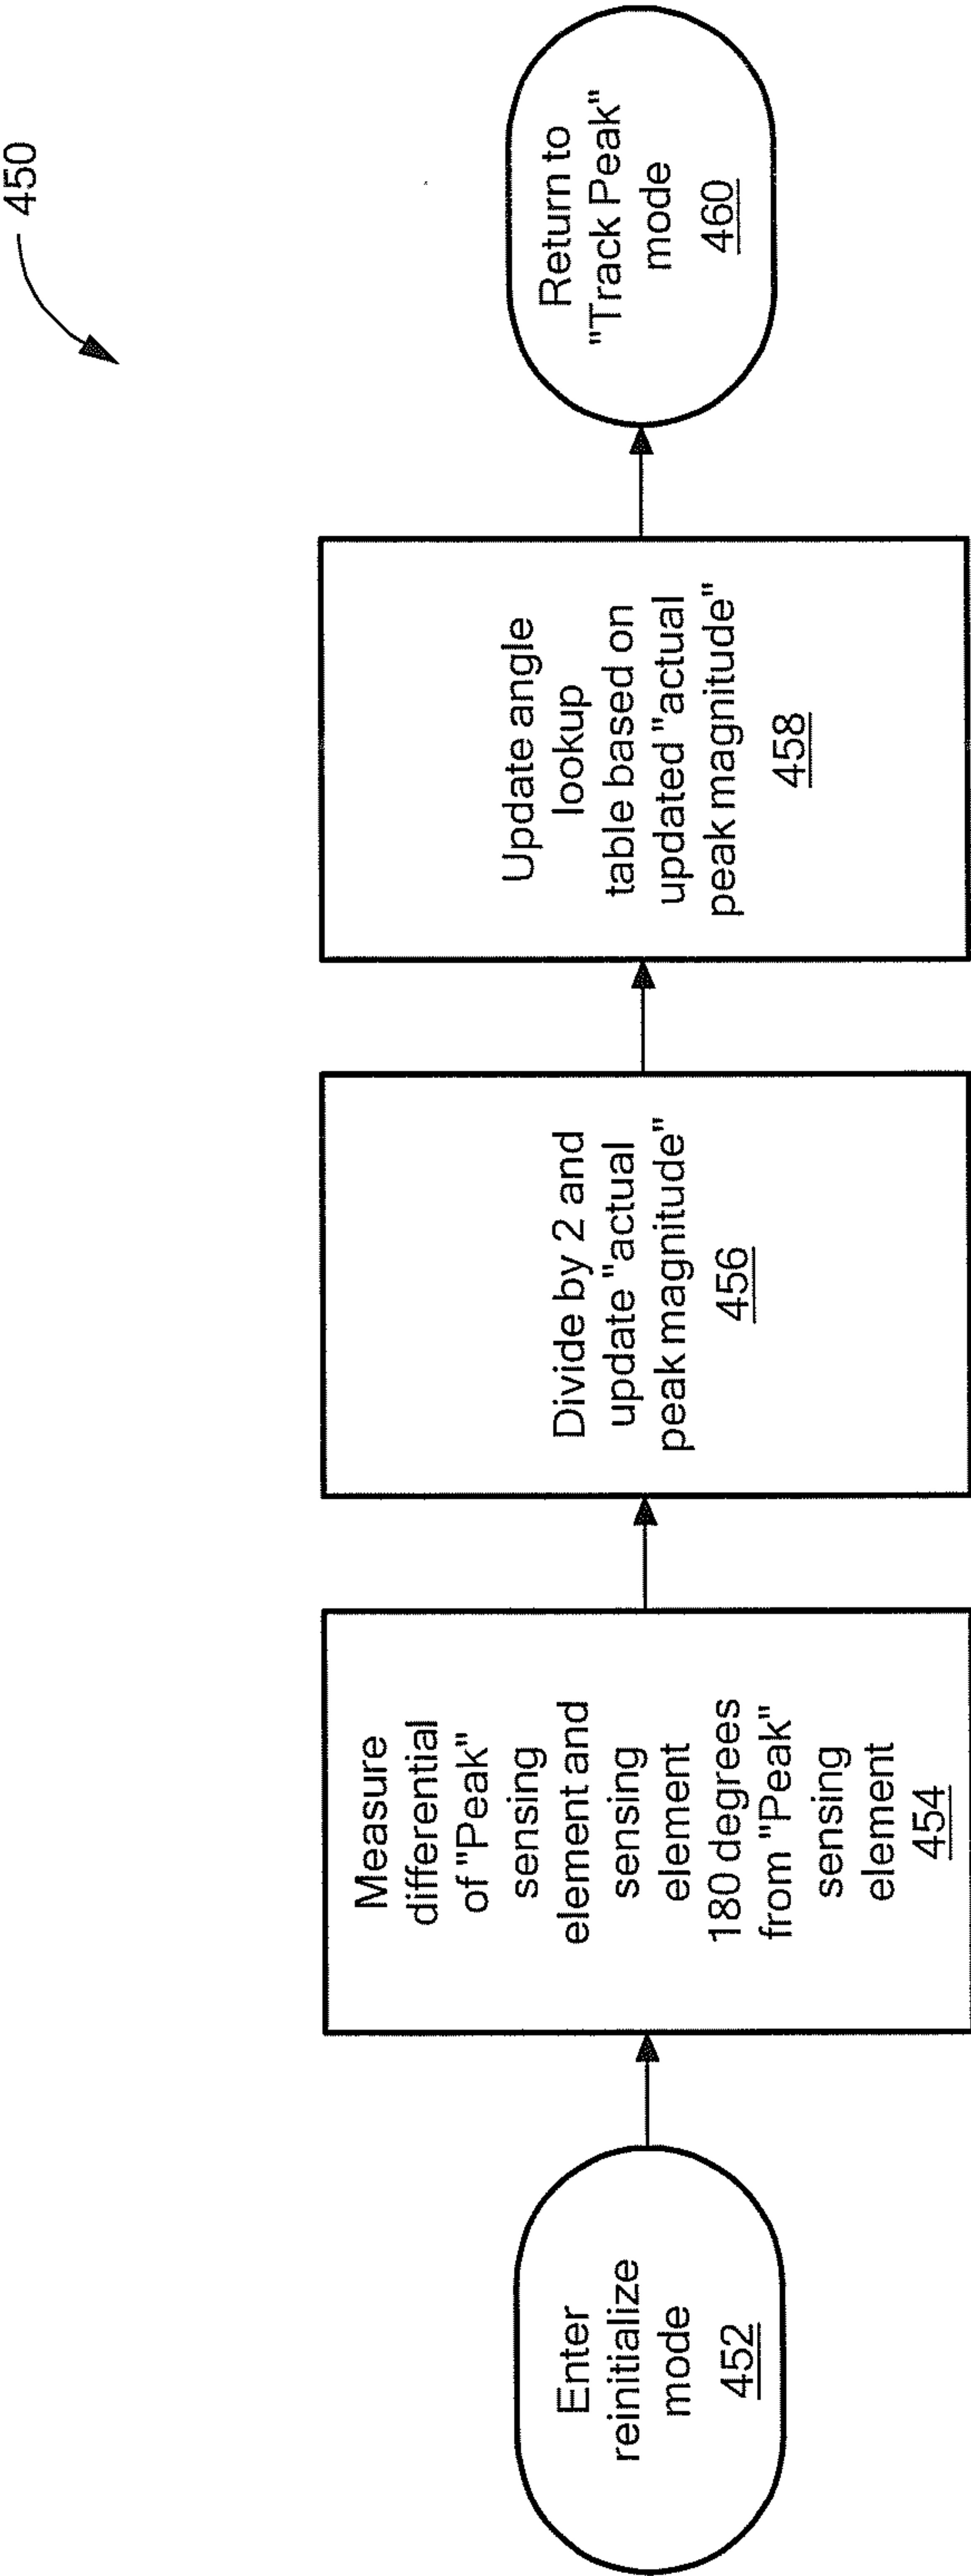 450
Enter
reinitialize
mode
452
Measure
differential
of "Peak"
sensing
element and
sensing
element
180 degrees
from "Peak"
sensing
element
454
Divide by 2 and
update "actual
peak magnitude"
456
Update angle
lookup
table based on
updated "actual
peak magnitude"
458
Return to
"Track Peak"
mode
460